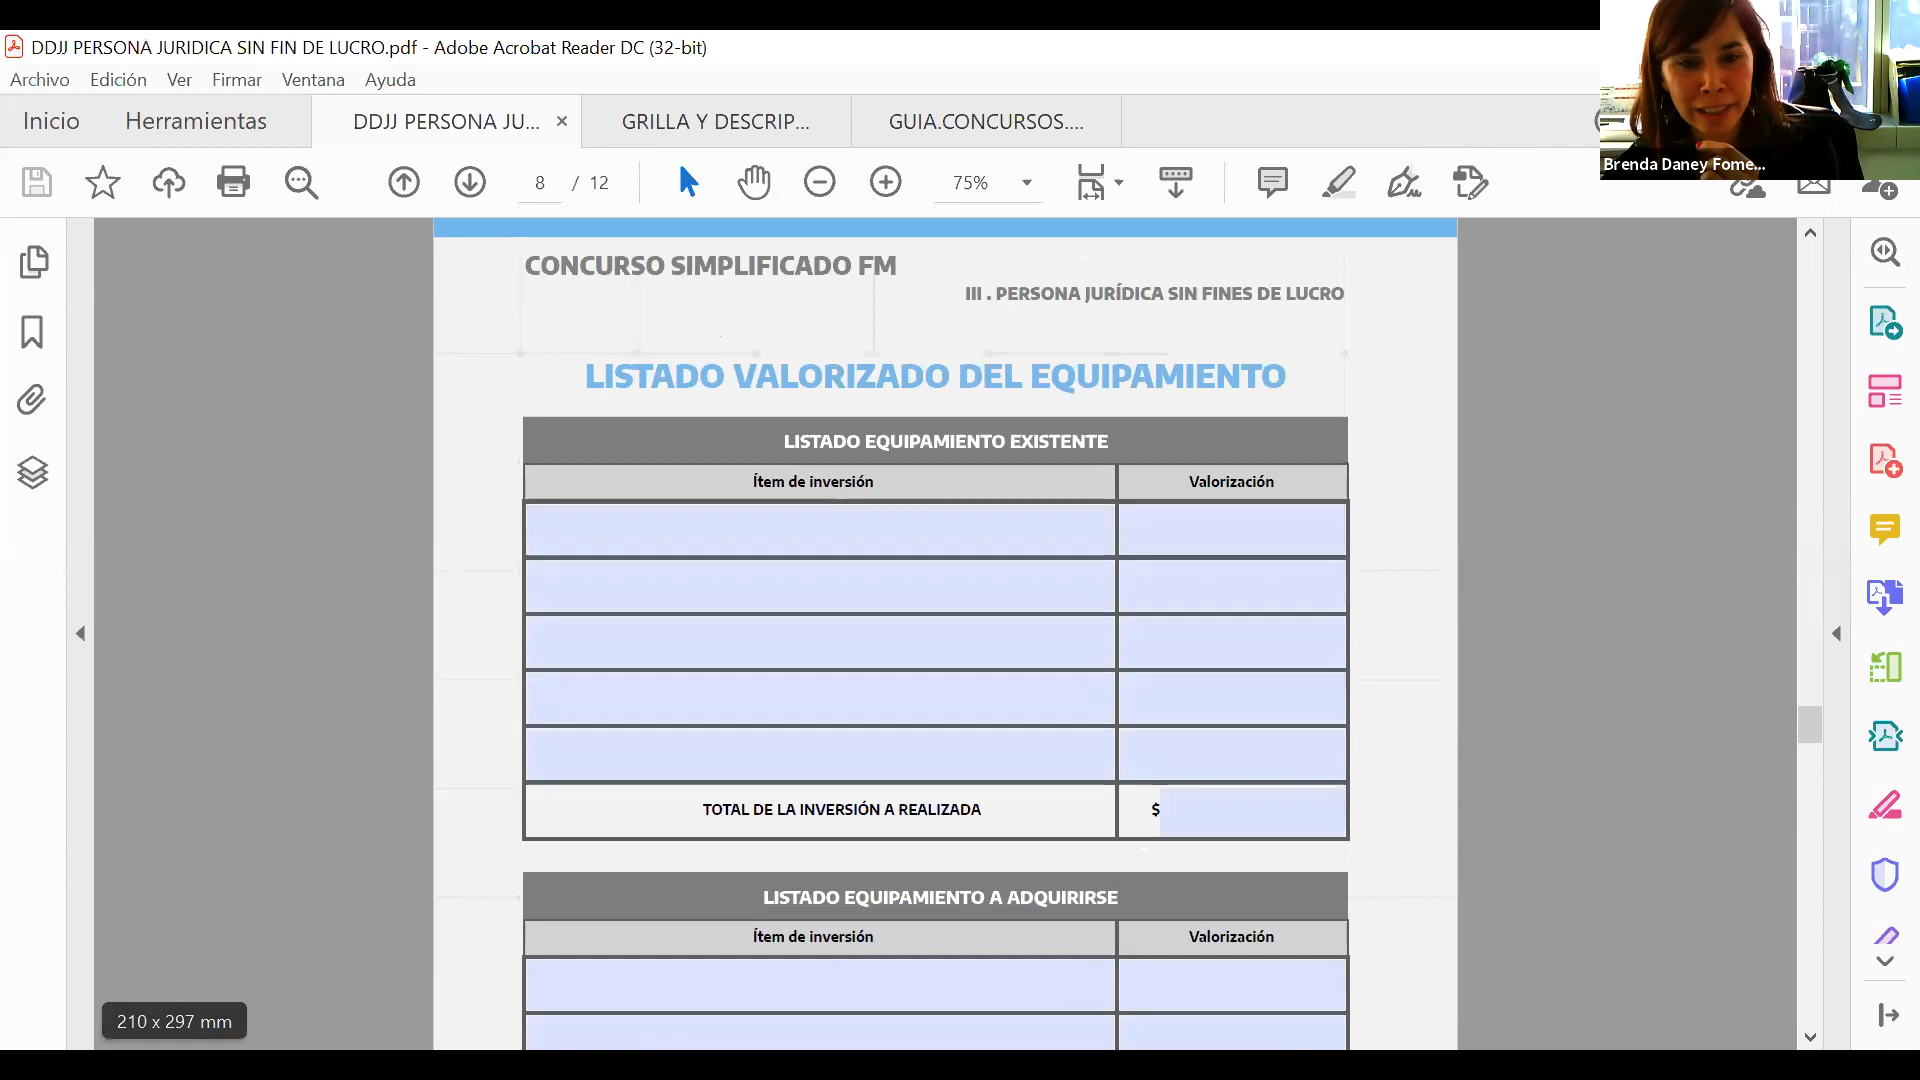 DDJJ PERSONA JURIDICA SIN FIN DE LUCRO.pdf - Adobe Acrobat Reader DC (32-bit)
Archivo Edición Ver Firmar Ventana Ayuda
Inicio Herramientas DDJJ PERSONA JU... × GRILLA Y DESCRIP... GUIA.CONCURSOS....
Brenda Daney Fome...
8 / 12 75%
CONCURSO SIMPLIFICADO FM
III . PERSONA JURÍDICA SIN FINES DE LUCRO
LISTADO VALORIZADO DEL EQUIPAMIENTO
LISTADO EQUIPAMIENTO EXISTENTE
Ítem de inversión Valorización
TOTAL DE LA INVERSIÓN A REALIZADA $
LISTADO EQUIPAMIENTO A ADQUIRIRSE
Ítem de inversión Valorización
210 x 297 mm